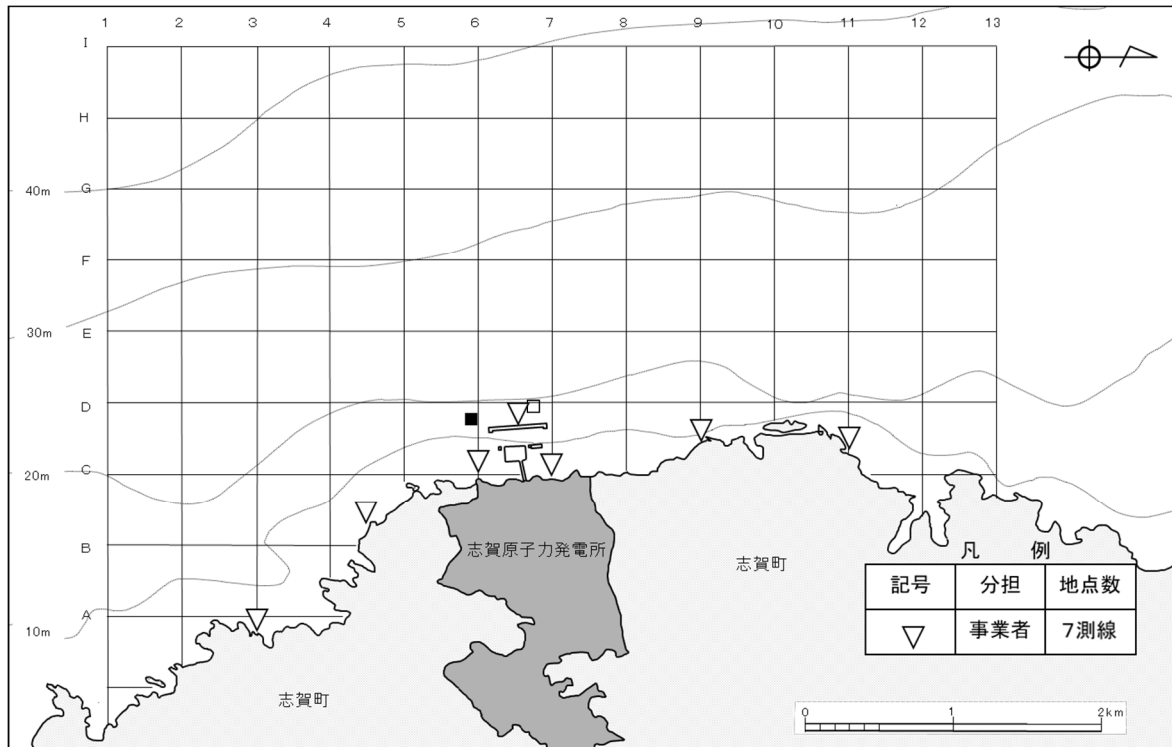 1 2 3 4 5 6 7 8 9 10 11 12 13
I
H
40m G
F
30m E
D
20m C
B
10m A
志賀原子力発電所
志賀町
志賀町
凡 例
記号 分担 地点数
▽ 事業者 7測線
0 1 2km